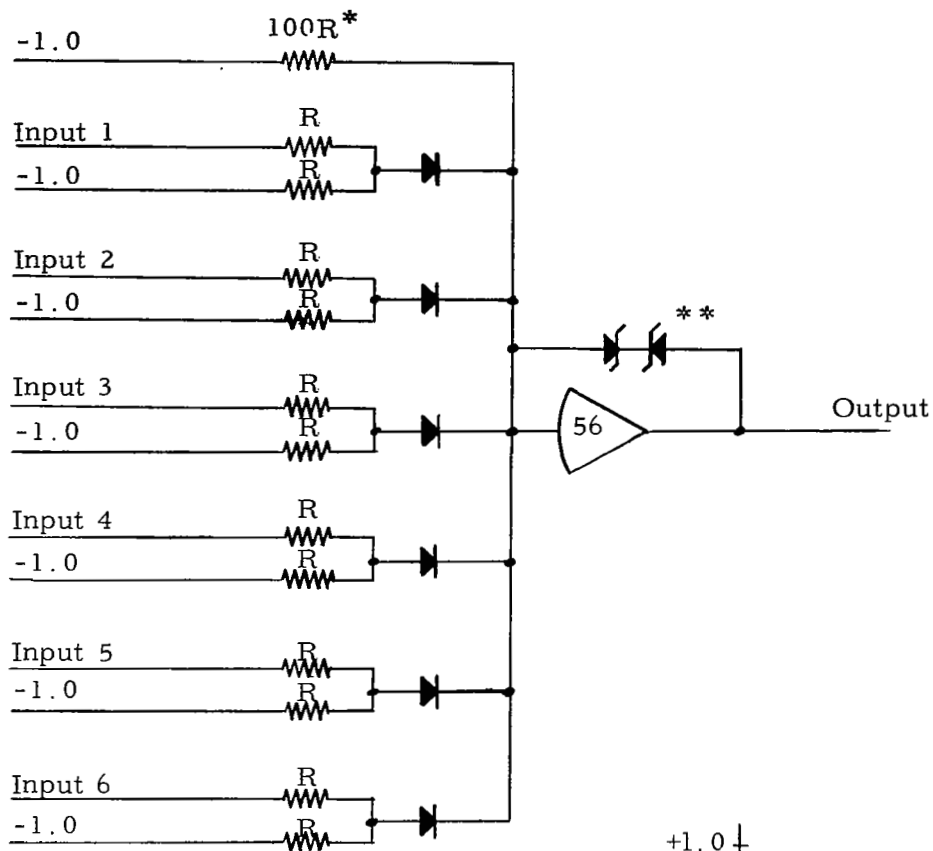 100R*
-1.0
R
Input 1
R
-1.0
R
Input 2
R
-1.0
**
R
Input 3
R
-1.0
56
Output
R
Input 4
R
-1.0
R
Input 5
R
-1.0
R
Input 6
R
-1.0
+1.0